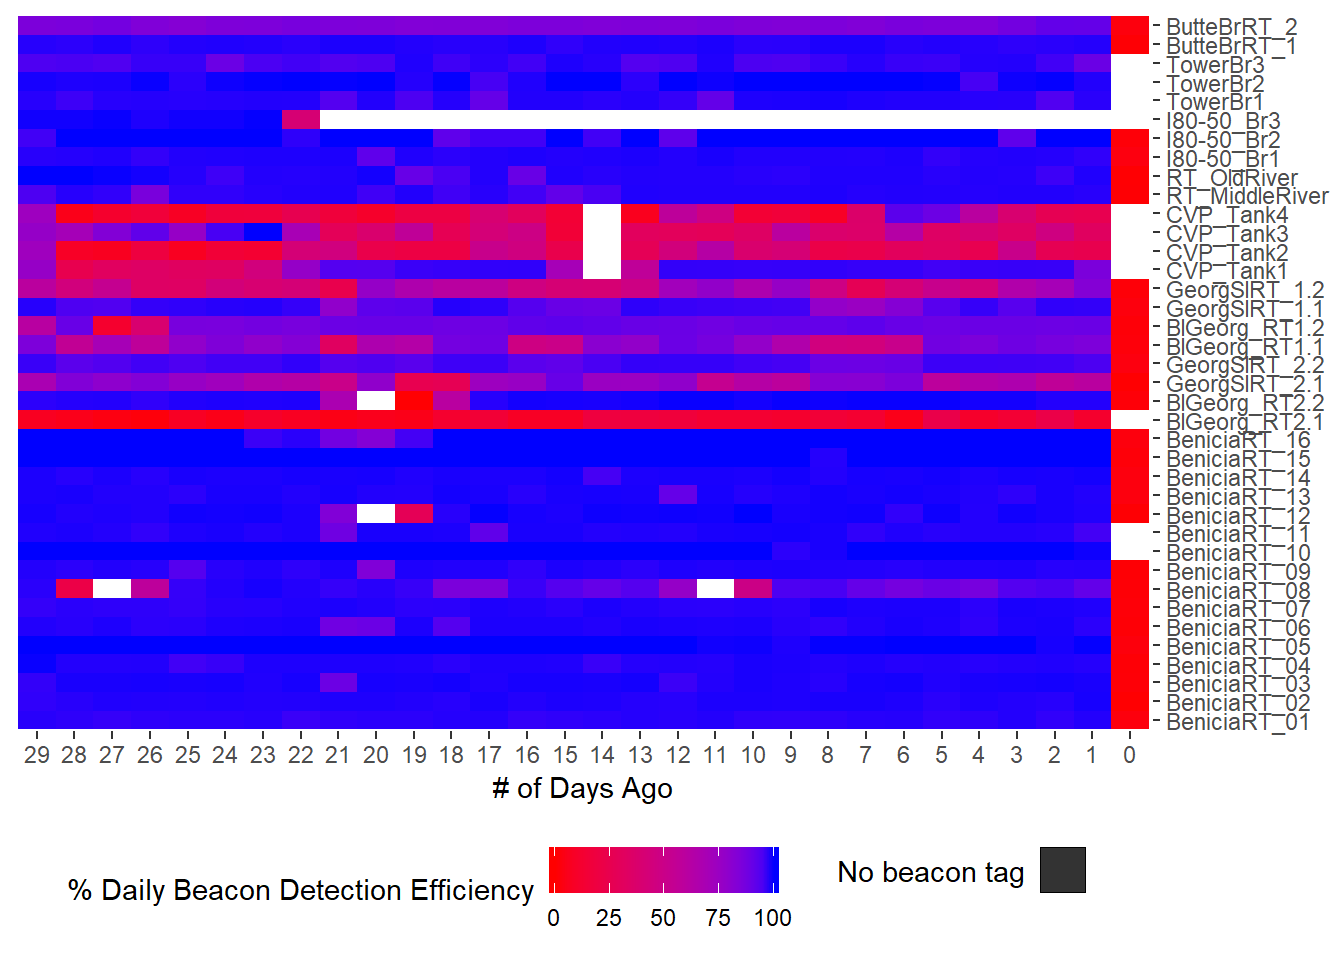 ButteBrRT_2
ButteBrRT_1
TowerBr3
TowerBr2
TowerBr1
I80-50_Br3
I80-50_Br2
I80-50_Br1
RT_OldRiver
RT_MiddleRiver
CVP_Tank4
CVP_Tank3
CVP_Tank2
CVP_Tank1
GeorgSlRT_1.2
GeorgSlRT_1.1
BlGeorg_RT1.2
BlGeorg_RT1.1
GeorgSlRT_2.2
GeorgSlRT_2.1
BlGeorg_RT2.2
BlGeorg_RT2.1
BeniciaRT_16
BeniciaRT_15
BeniciaRT_14
BeniciaRT_13
BeniciaRT_12
BeniciaRT_11
BeniciaRT_10
BeniciaRT_09
BeniciaRT_08
BeniciaRT_07
BeniciaRT_06
BeniciaRT_05
BeniciaRT_04
BeniciaRT_03
BeniciaRT_02
BeniciaRT_01
29 28 27 26 25 24 23 22 21 20 19 18 17 16 15 14 13 12 11 10 9 8 7 6 5 4 3 2 1 0
# of Days Ago
% Daily Beacon Detection Efficiency
0 25 50 75 100
No beacon tag